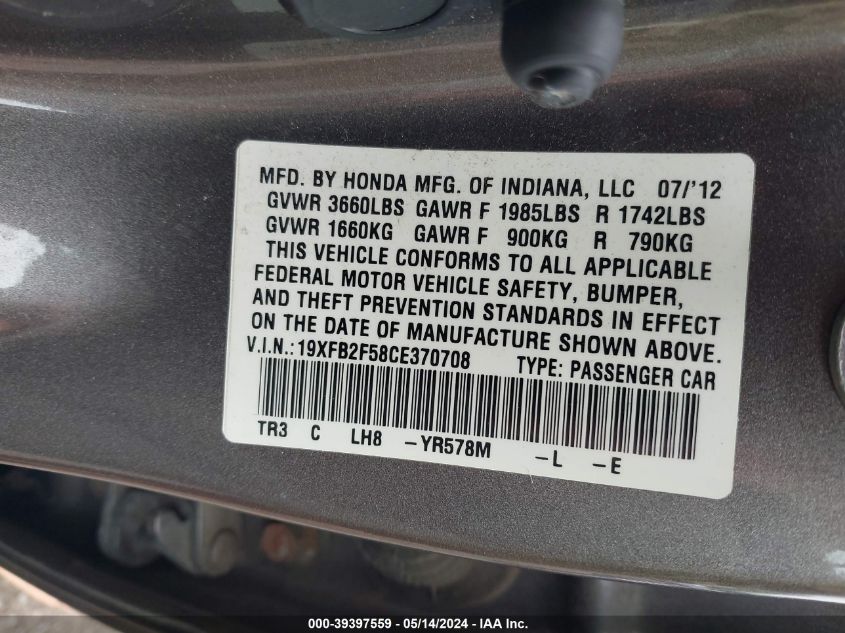 MFD. BY HONDA MFG. OF INDIANA, LLC 07/'12
GVWR 3660LBS GAWR F 1985LBS R 1742LBS
GVWR 1660KG GAWR F 900KG R 790KG
THIS VEHICLE CONFORMS TO ALL APPLICABLE
FEDERAL MOTOR VEHICLE SAFETY, BUMPER,
AND THEFT PREVENTION STANDARDS IN EFFECT
ON THE DATE OF MANUFACTURE SHOWN ABOVE.
V.I.N.:19XFB2F58CE370708 TYPE: PASSENGER CAR
TR3 C LH8 -YR578M -L -E
000-39397559 - 05/14/2024 - IAA Inc.